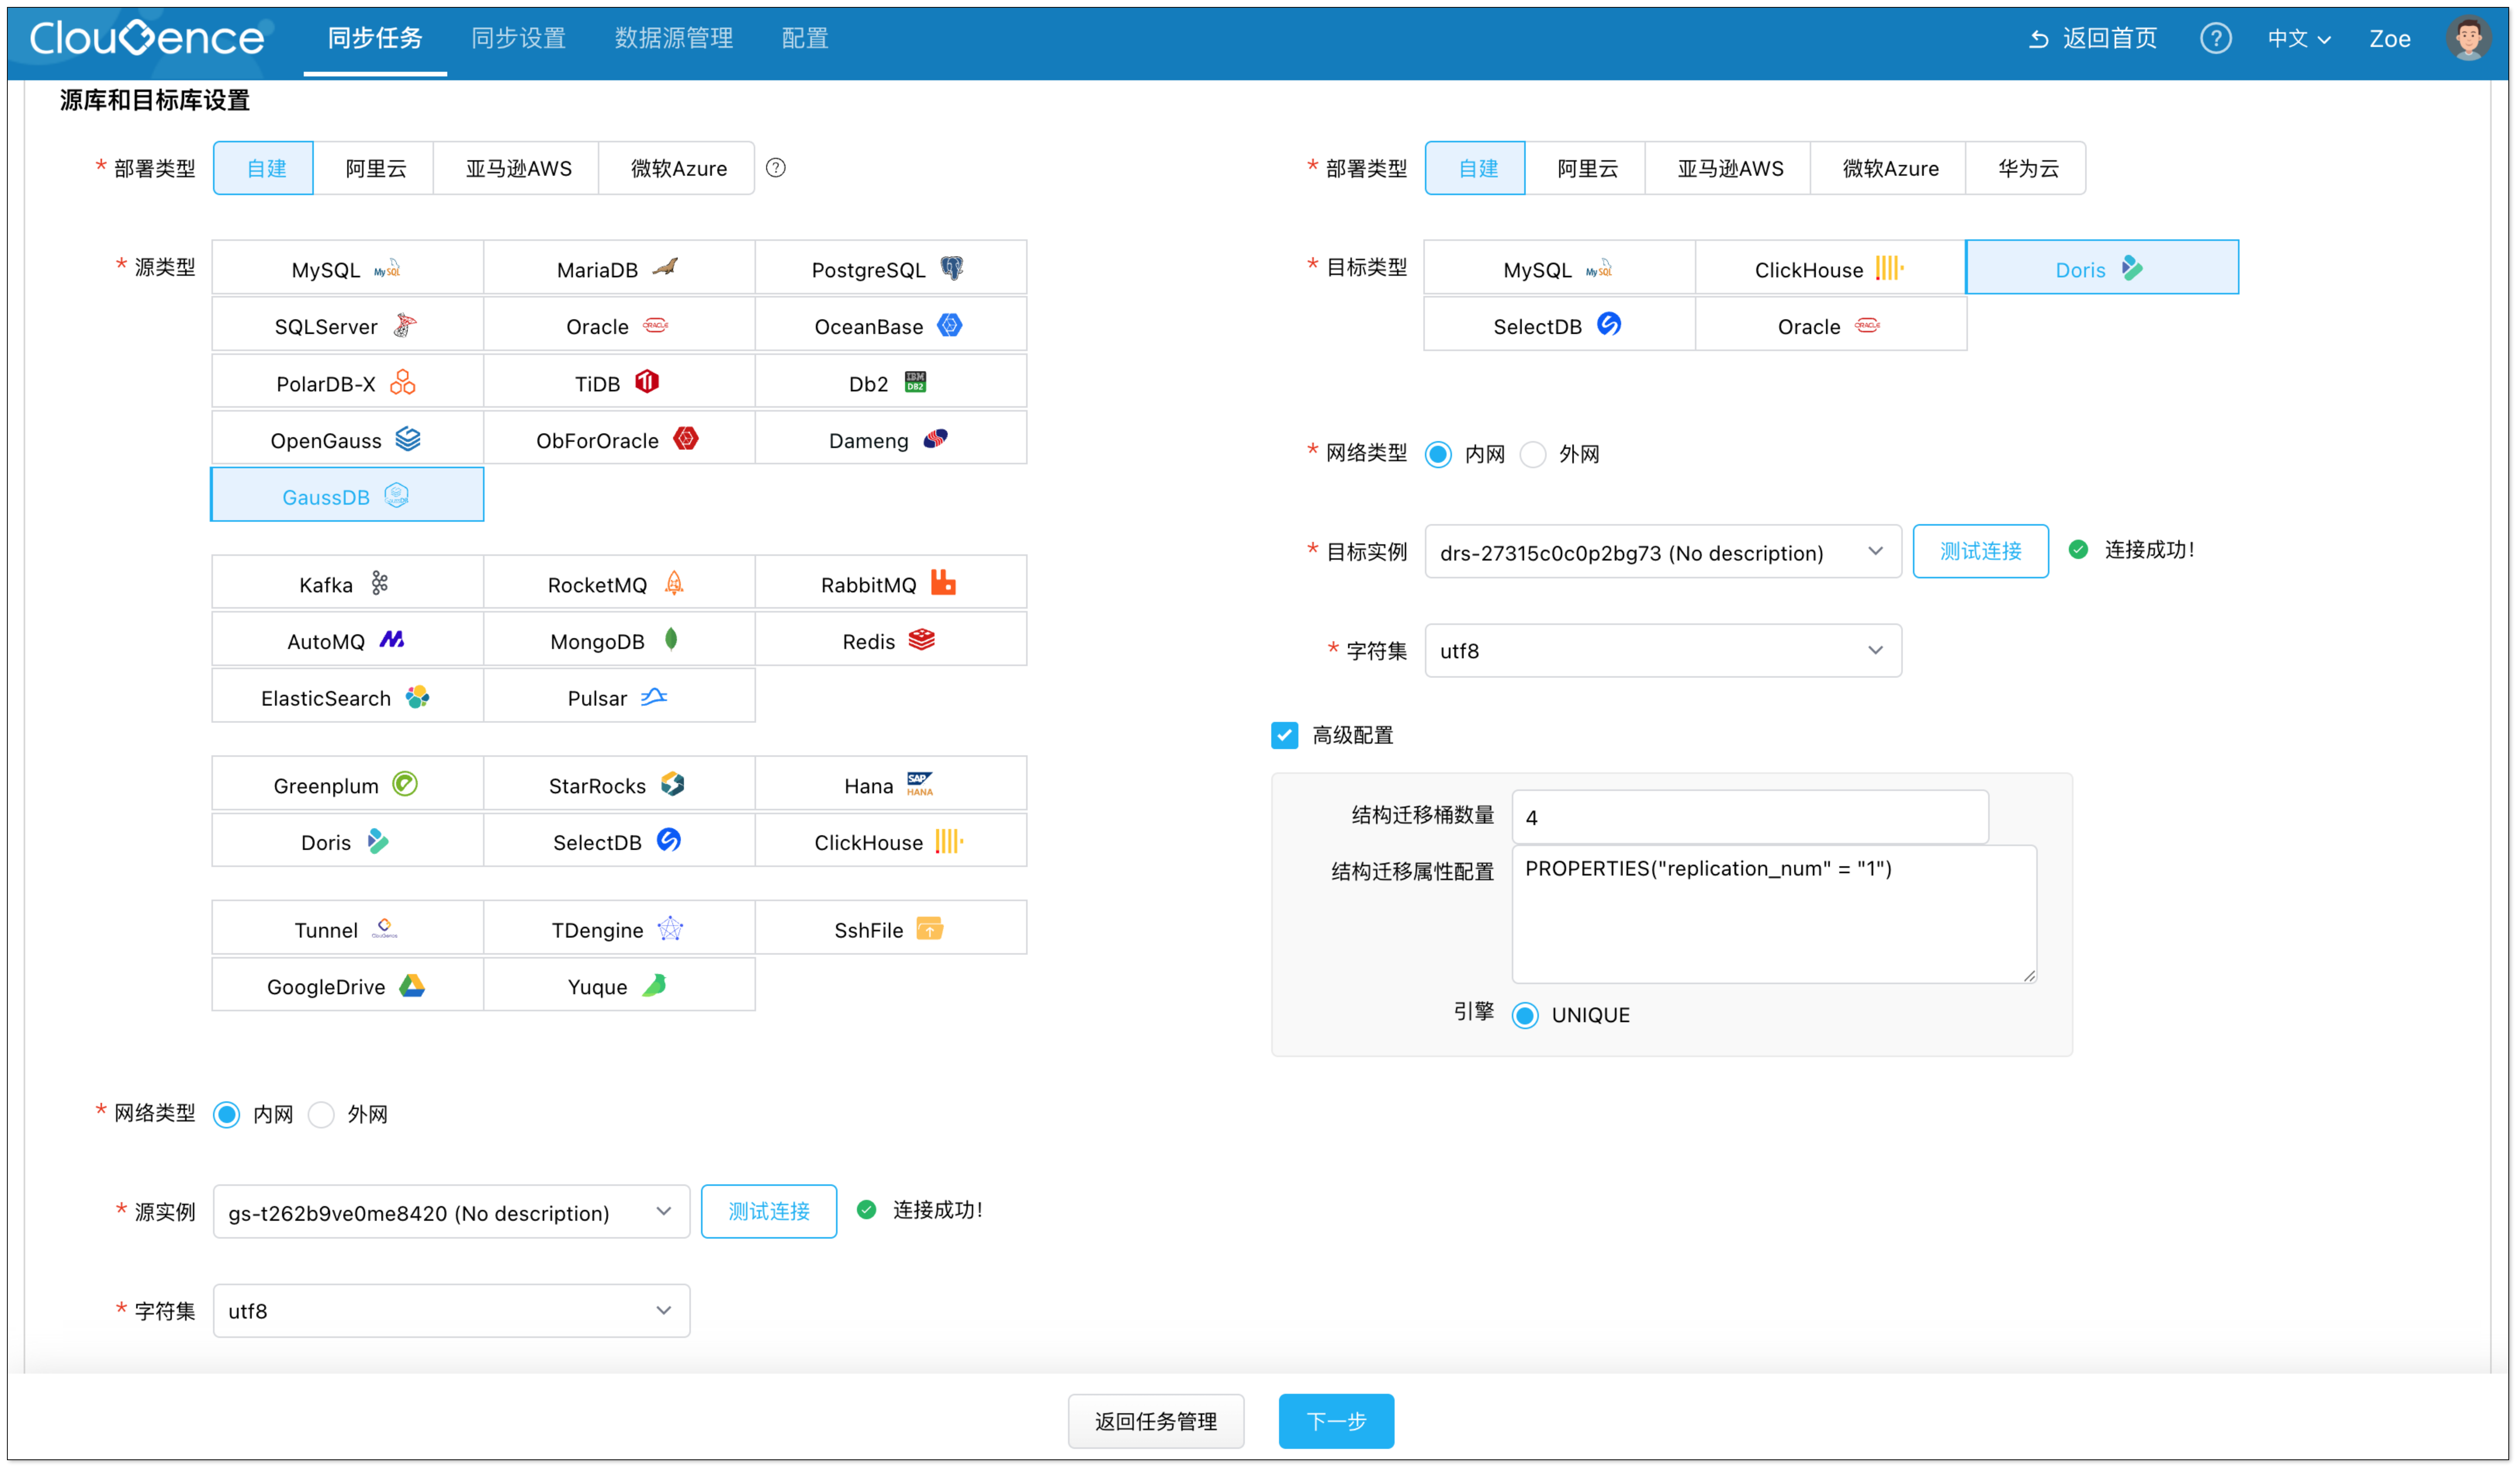 CloudCence 同步任务 同步设置 数据源管理 配置 返回首页 ? 中文 Zoe
源库和目标库设置
* 部署类型 自建 阿里云 亚马逊AWS 微软Azure ?
* 源类型 MySQL MySQL MariaDB PostgreSQL
SQLServer Oracle ORACLE OceanBase
PolarDB-X TiDB Db2 IBM DB2
OpenGauss ObForOracle Dameng
GaussDB
Kafka RocketMQ RabbitMQ
AutoMQ MongoDB Redis
ElasticSearch Pulsar
Greenplum StarRocks Hana SAP HANA
Doris SelectDB ClickHouse
Tunnel TDengine SshFile
GoogleDrive Yuque
* 网络类型 内网 外网
* 源实例 gs-t262b9ve0me8420 (No description) 测试连接 连接成功!
* 字符集 utf8
* 部署类型 自建 阿里云 亚马逊AWS 微软Azure 华为云
* 目标类型 MySQL MySQL ClickHouse Doris
SelectDB Oracle ORACLE
* 网络类型 内网 外网
* 目标实例 drs-27315c0c0p2bg73 (No description) 测试连接 连接成功!
* 字符集 utf8
高级配置
结构迁移桶数量 4
结构迁移属性配置 PROPERTIES("replication_num" = "1")
引擎 UNIQUE
返回任务管理 下一步